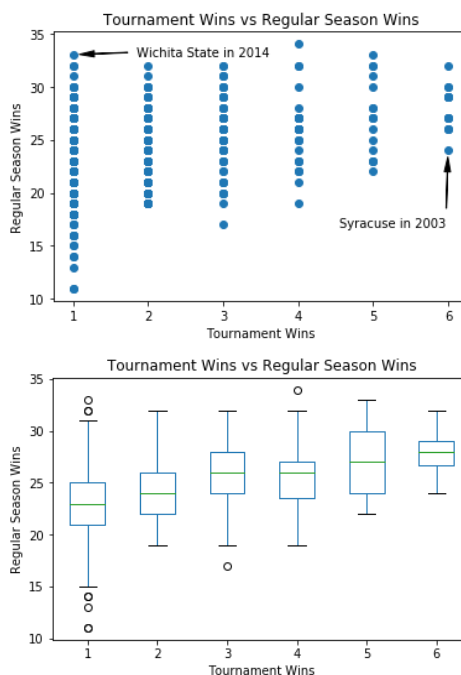 Tournament Wins vs Regular Season Wins
35
Wichita State in 2014
30
25
20
Syracuse in 2003
15
10
Regular Season Wins
1 2 3 4 5 6
Tournament Wins
Tournament Wins vs Regular Season Wins
35
30
25
20
15
10
Regular Season Wins
1 2 3 4 5 6
Tournament Wins